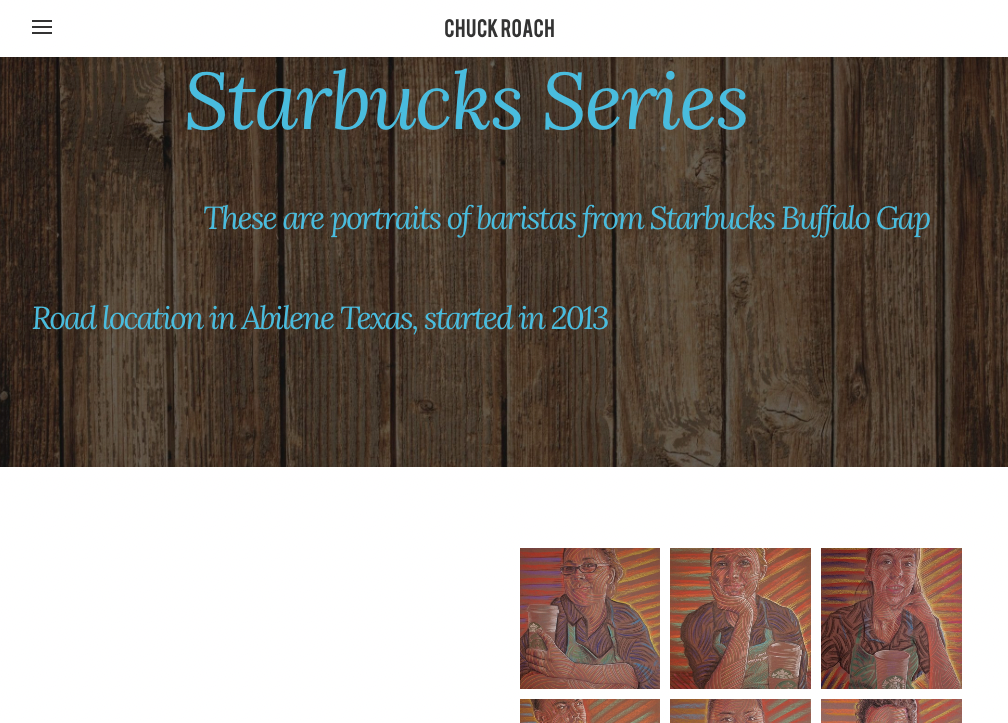 CHUCK ROACH
Starbucks Series
These are portraits of baristas from Starbucks Buffalo Gap
Road location in Abilene Texas, started in 2013